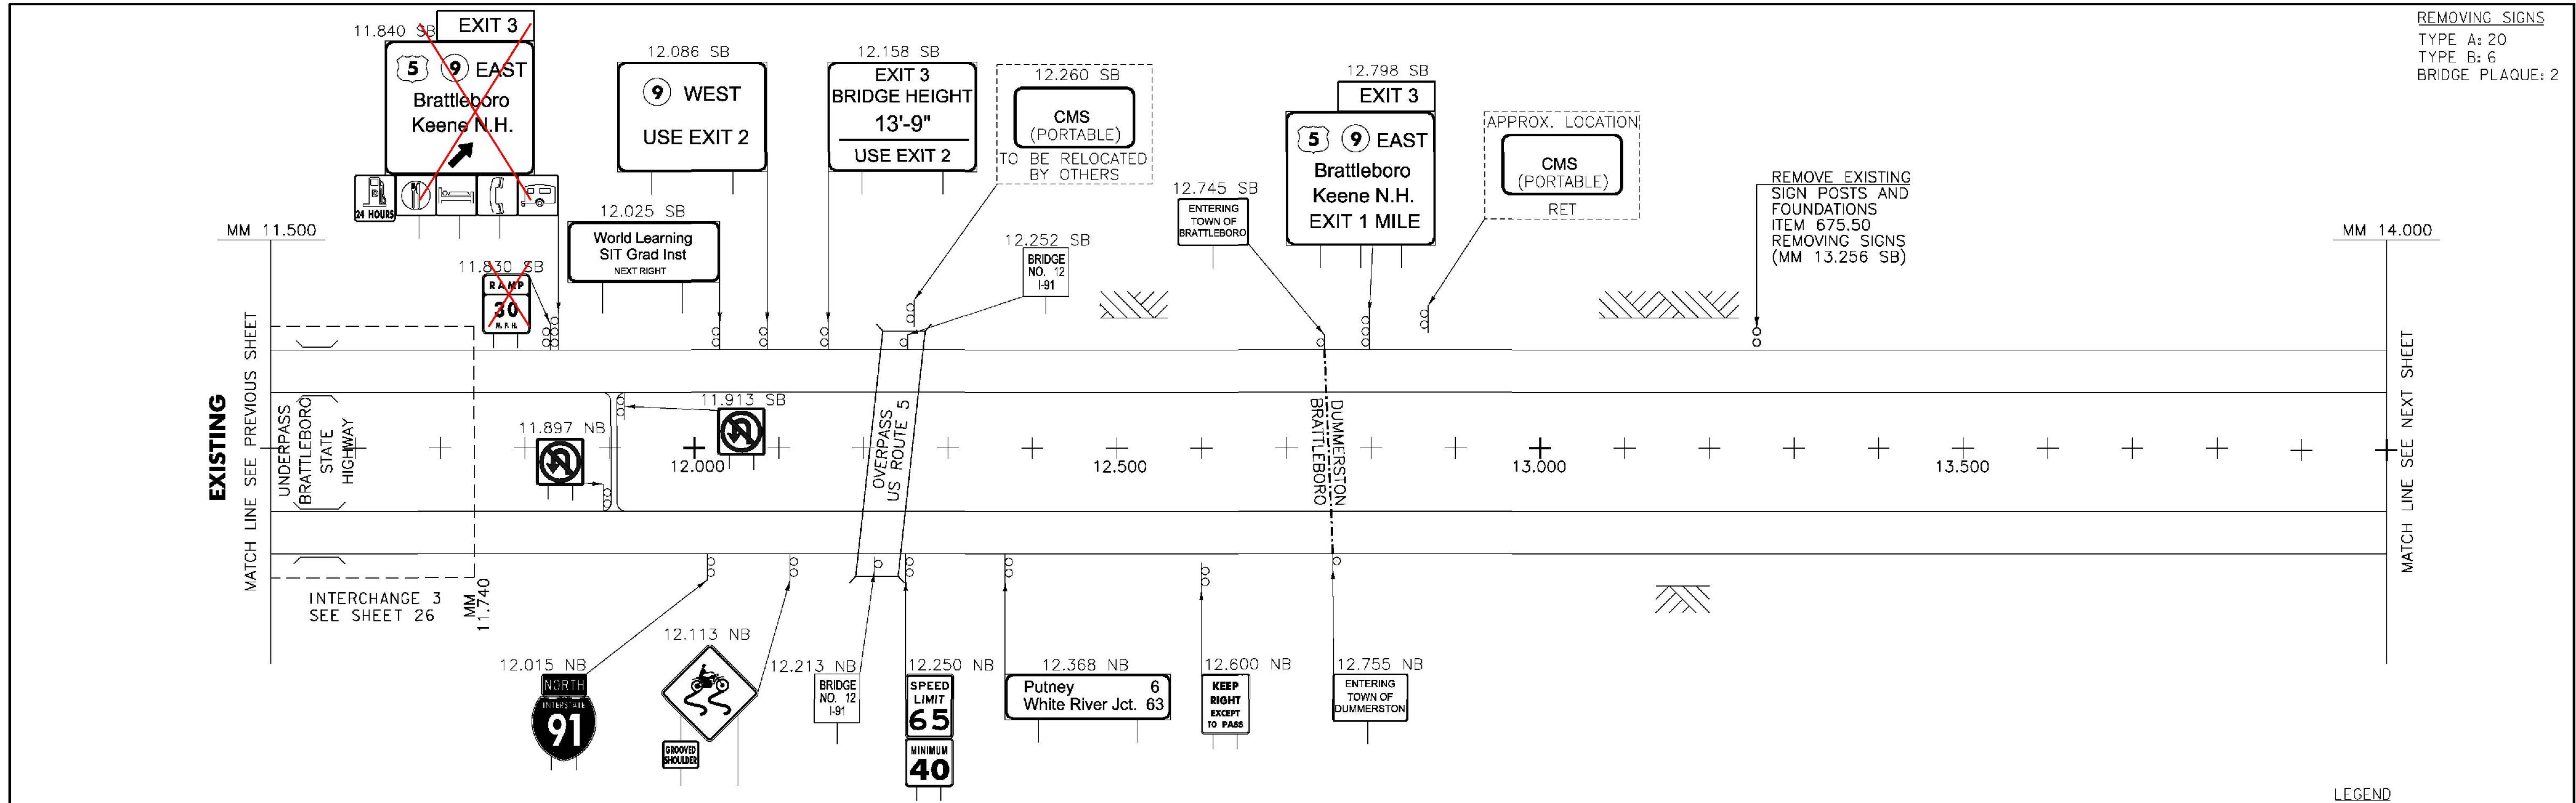 REMOVING SIGNS
TYPE A: 20
TYPE B: 6
BRIDGE PLAQUE: 2
11.840 SB
EXIT 3
5 9 EAST
Brattleboro
Keene N.H.
24 HOURS
11.830 SB
RAMP
30
M.P.H.
12.086 SB
9 WEST
USE EXIT 2
12.025 SB
World Learning
SIT Grad Inst
NEXT RIGHT
12.158 SB
EXIT 3
BRIDGE HEIGHT
13'-9"
USE EXIT 2
12.260 SB
CMS
(PORTABLE)
TO BE RELOCATED
BY OTHERS
12.252 SB
BRIDGE
NO. 12
I-91
12.745 SB
ENTERING
TOWN OF
BRATTLEBORO
12.798 SB
EXIT 3
5 9 EAST
Brattleboro
Keene N.H.
EXIT 1 MILE
APPROX. LOCATION
CMS
(PORTABLE)
RET
REMOVE EXISTING
SIGN POSTS AND
FOUNDATIONS
ITEM 675.50
REMOVING SIGNS
(MM 13.256 SB)
MM 11.500
MM 14.000
EXISTING
MATCH LINE SEE PREVIOUS SHEET
UNDERPASS
BRATTLEBORO
STATE
HIGHWAY
11.897 NB
11.913 SB
12.000
OVERPASS
US ROUTE 5
12.500
BRATTLEBORO
DUMMERSTON
13.000
13.500
MATCH LINE SEE NEXT SHEET
INTERCHANGE 3
SEE SHEET 26
MM
11.740
12.015 NB
NORTH
INTERSTATE
91
12.113 NB
GROOVED
SHOULDER
12.213 NB
BRIDGE
NO. 12
I-91
12.250 NB
SPEED
LIMIT
65
MINIMUM
40
12.368 NB
Putney 6
White River Jct. 63
12.600 NB
KEEP
RIGHT
EXCEPT
TO PASS
12.755 NB
ENTERING
TOWN OF
DUMMERSTON
LEGEND